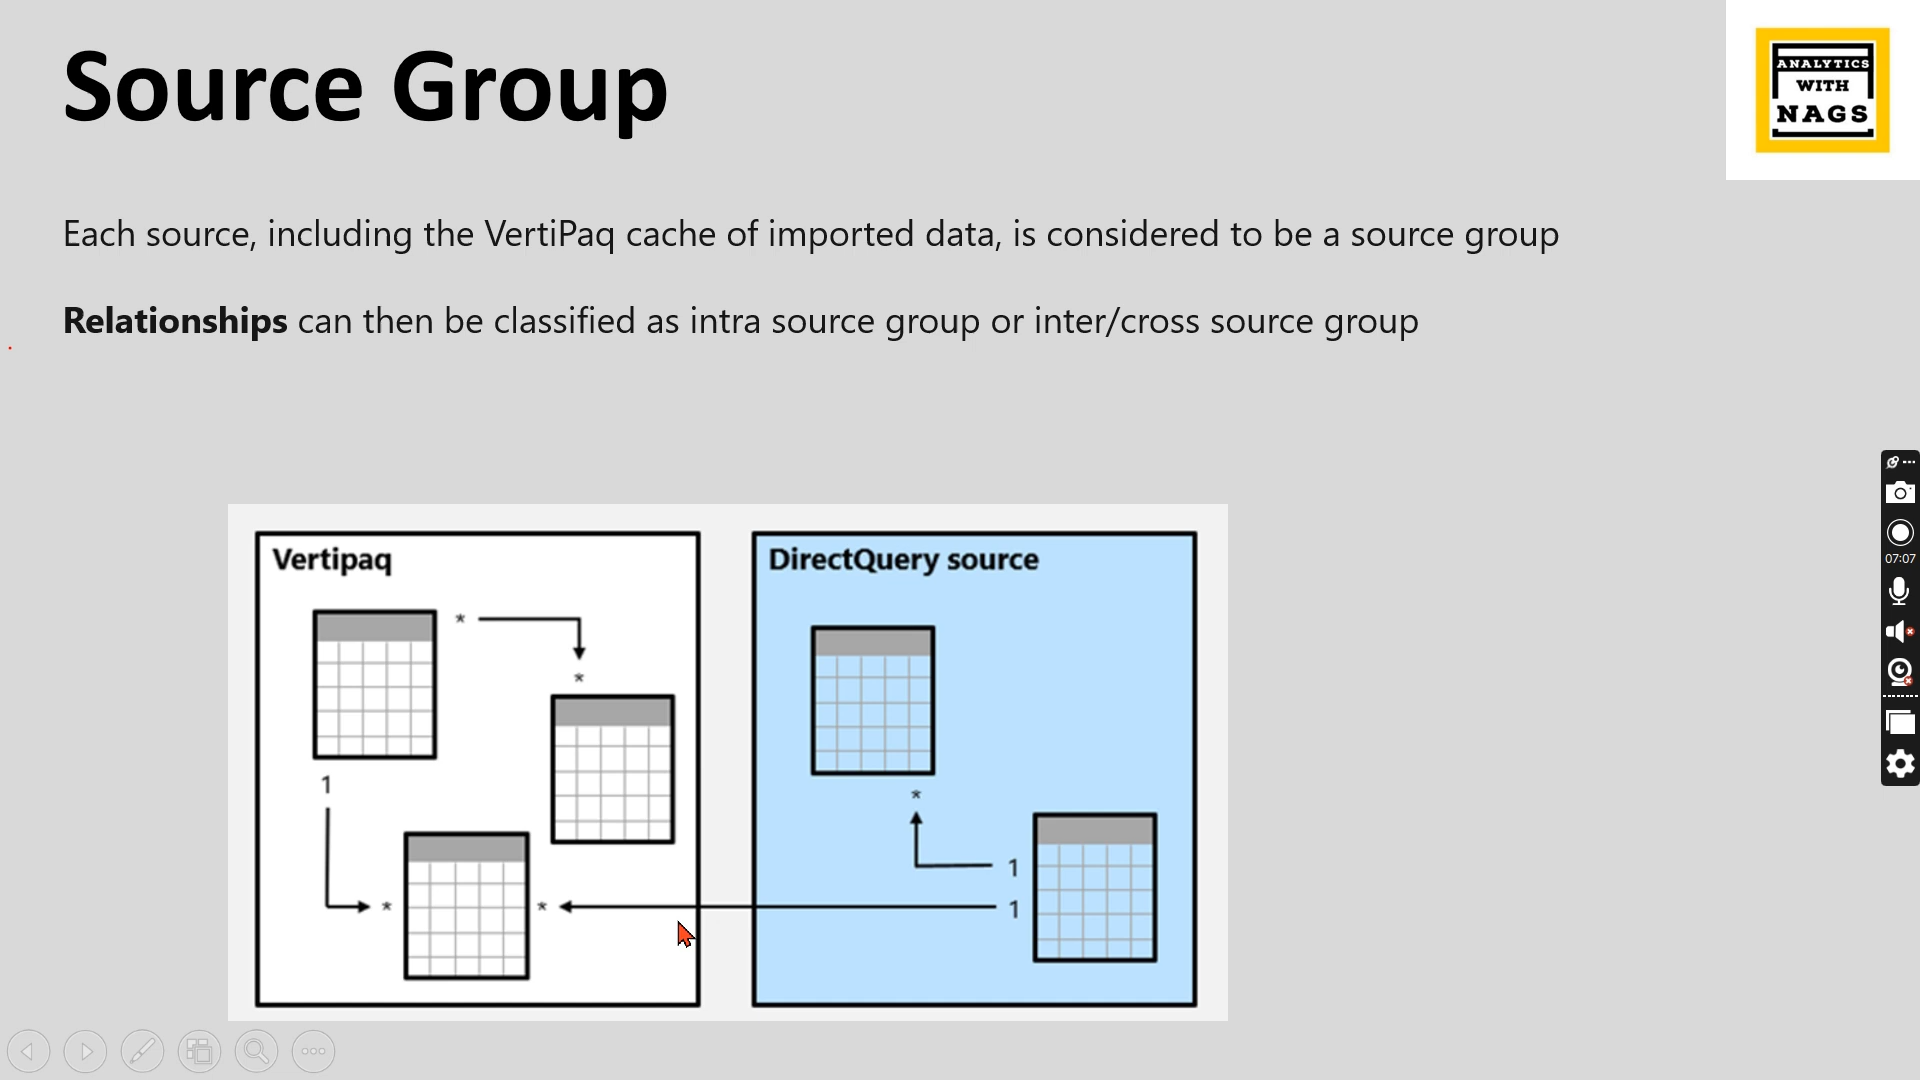 Source Group
ANALYTICS
WITH
NAGS
Each source, including the VertiPaq cache of imported data, is considered to be a source group
Relationships can then be classified as intra source group or inter/cross source group
Vertipaq
DirectQuery source
*
*
1
*
*
*
1
1
07:07